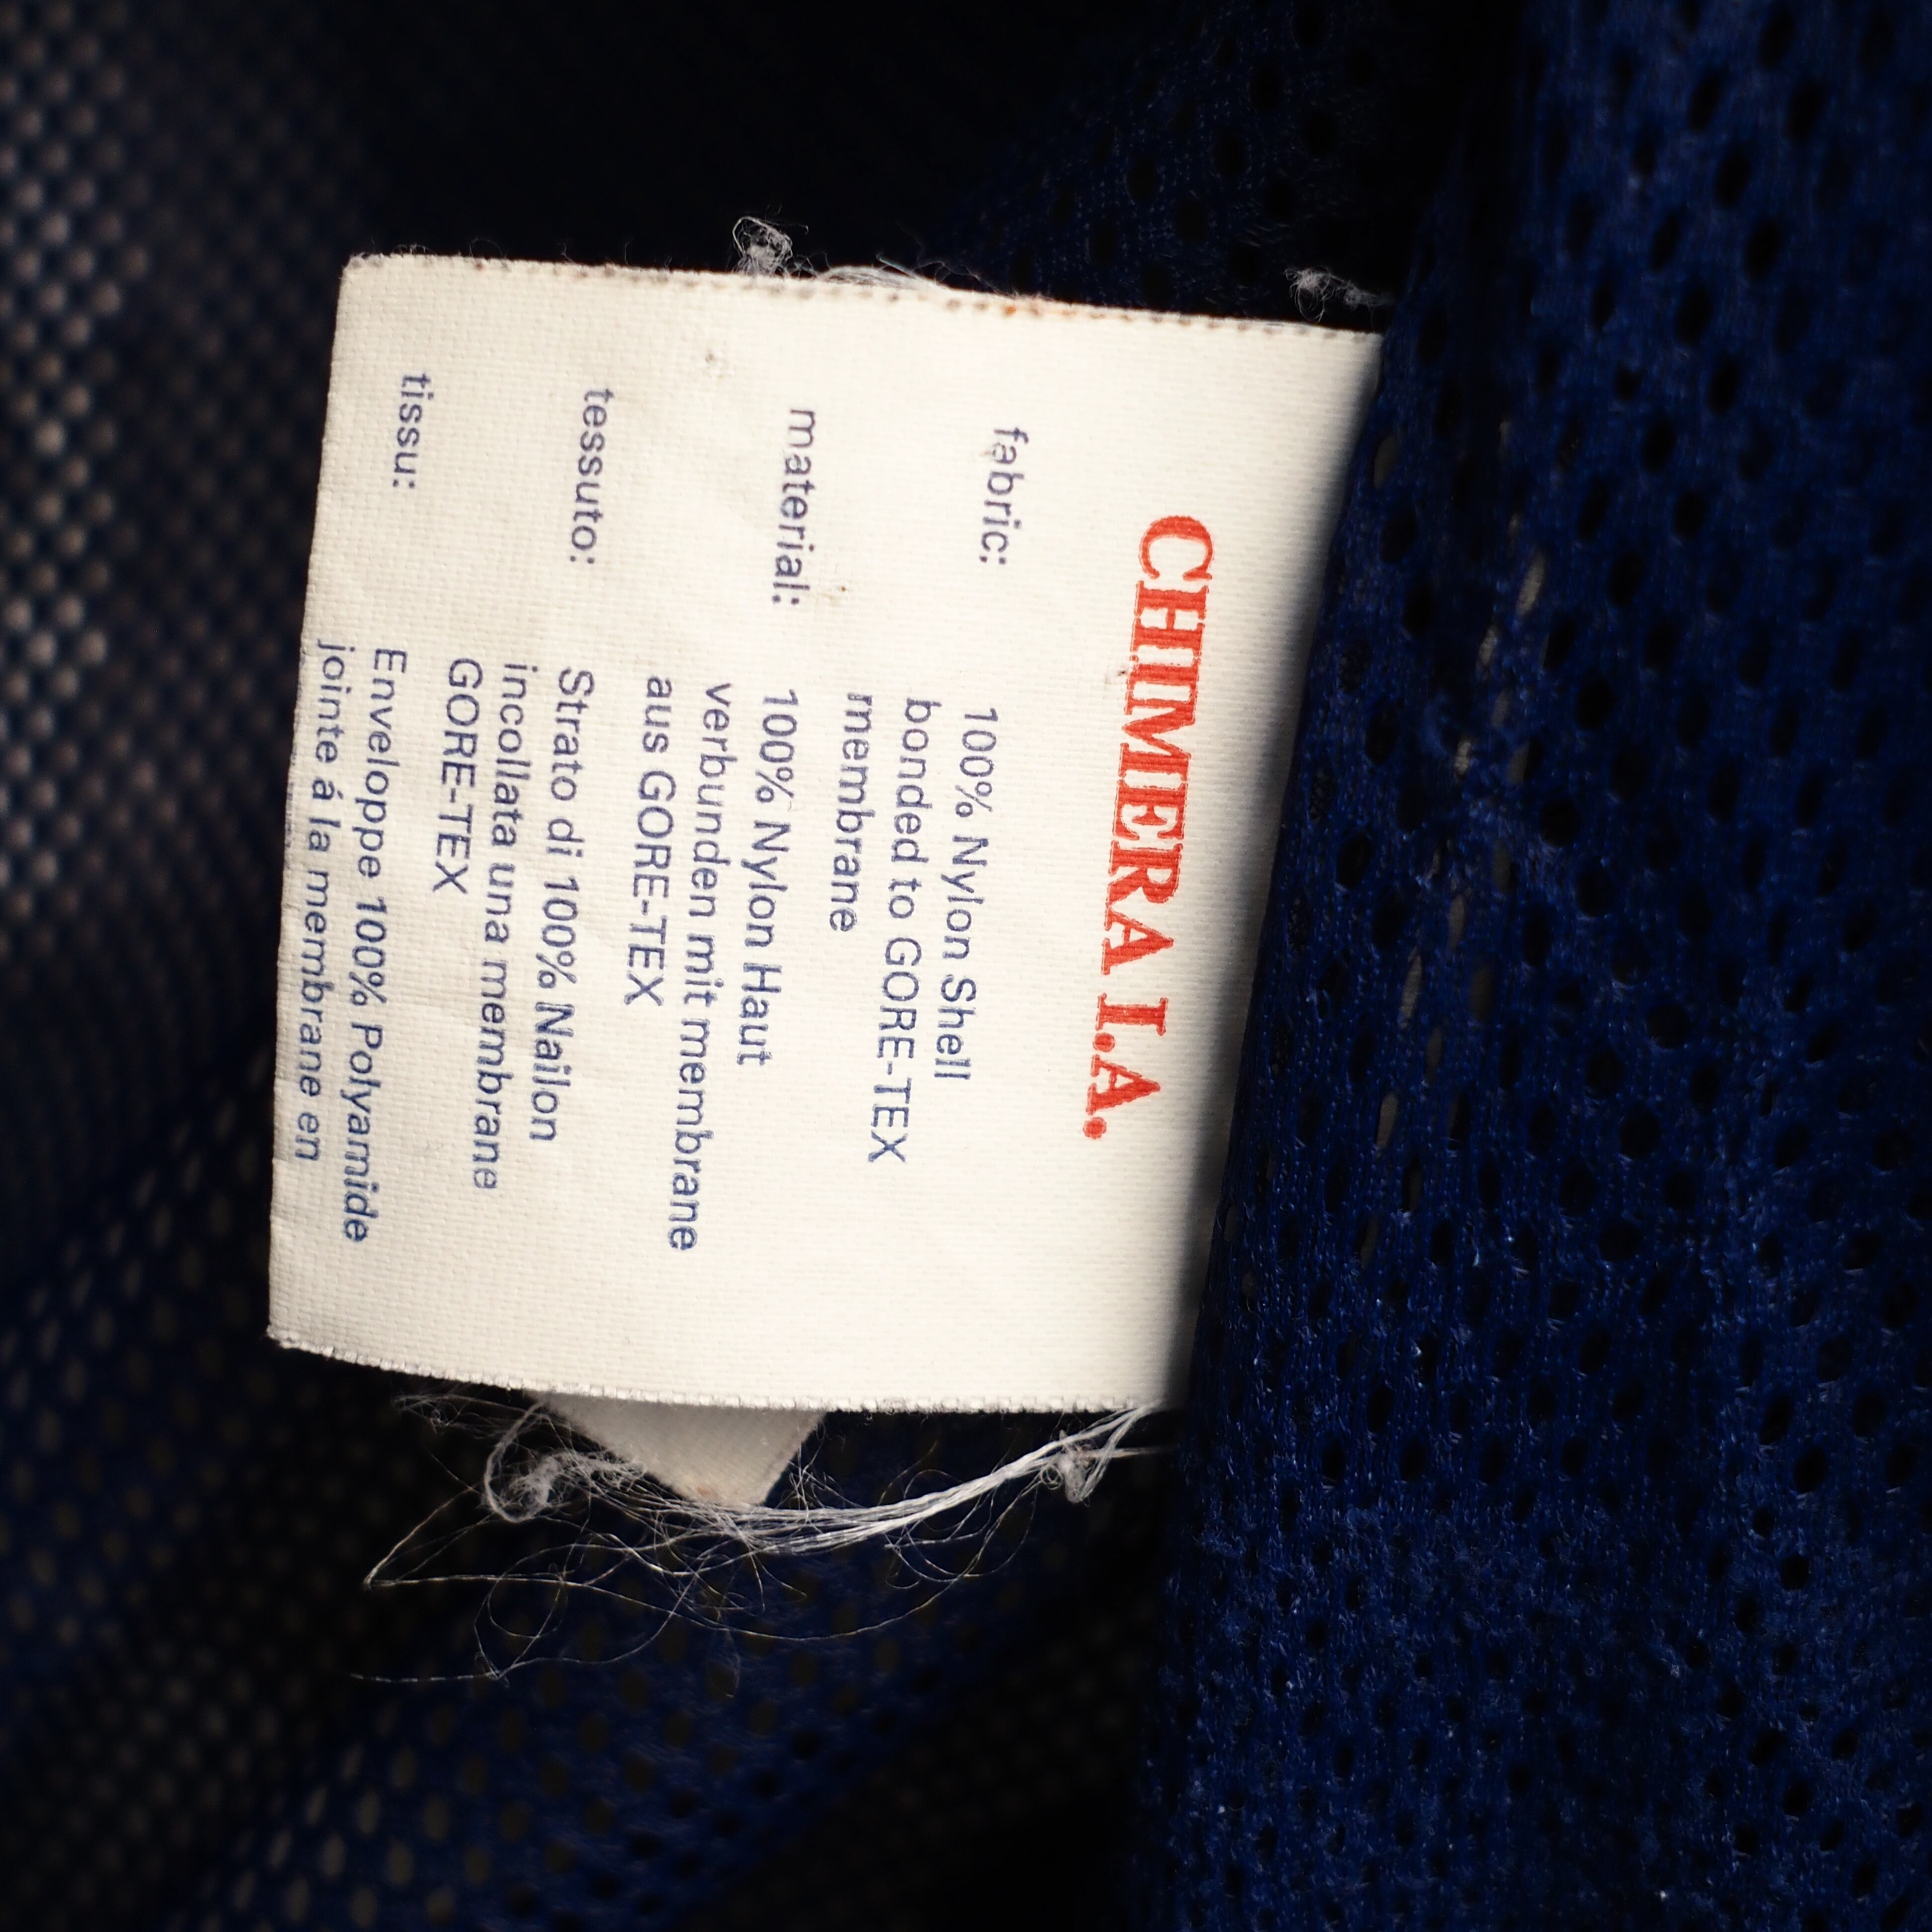 CHIMERA I.A.
fabric: 100% Nylon Shell
bonded to GORE-TEX
membrane
material: 100% Nylon Haut
verbunden mit membrane
aus GORE-TEX
tessuto: Strato di 100% Nailon
incollata una membrane
GORE-TEX
tissu: Enveloppe 100% Polyamide
jointe á la membrane en